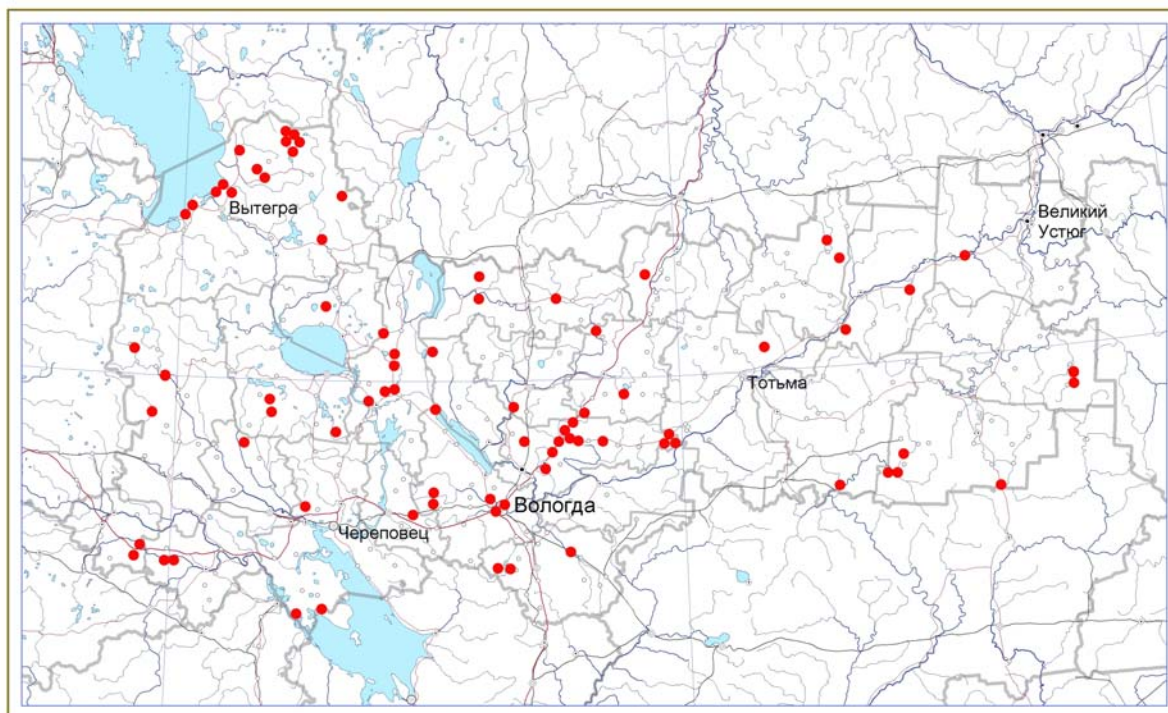 Вытегра
Великий
Устюг
Тотьма
Вологда
Череповец